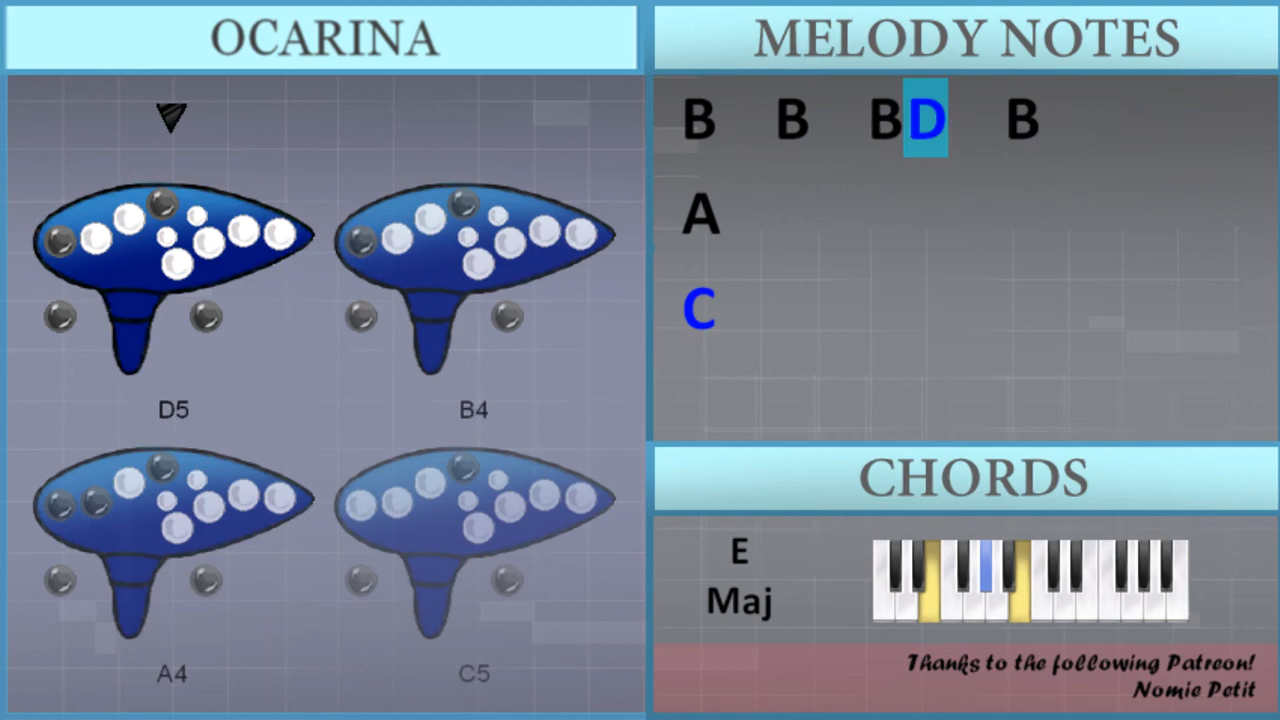 OCARINA
D5
B4
A4
C5
MELODY NOTES
B B BD B
A
C
CHORDS
E
Maj
Thanks to the following Patreon!
Nomie Petit